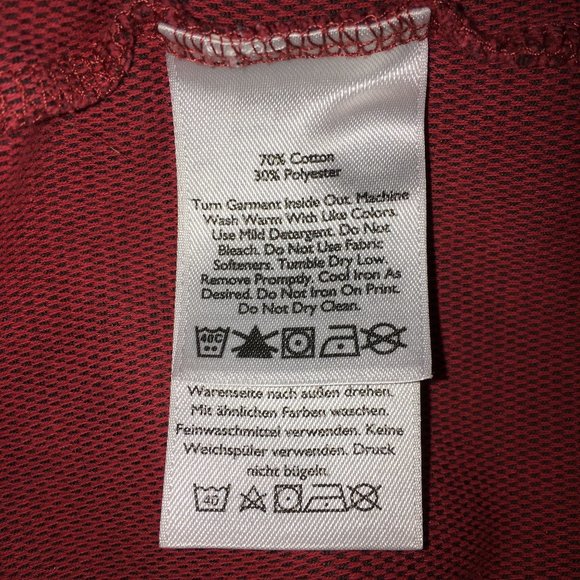 70% Cotton
30% Polyester
Turn Garment Inside Out. Machine
Wash Warm With Like Colors.
Use Mild Detergent. Do Not
Bleach. Do Not Use Fabric
Softeners. Tumble Dry Low.
Remove Promptly, Cool Iron As
Desired. Do Not Iron On Print.
Do Not Dry Clean.
40C
Warenseite nach außen drehen.
Mit ähnlichen Farben waschen.
Feinwaschmittel verwenden. Keine
Weichspüler verwenden. Druck
nicht bügeln.
40